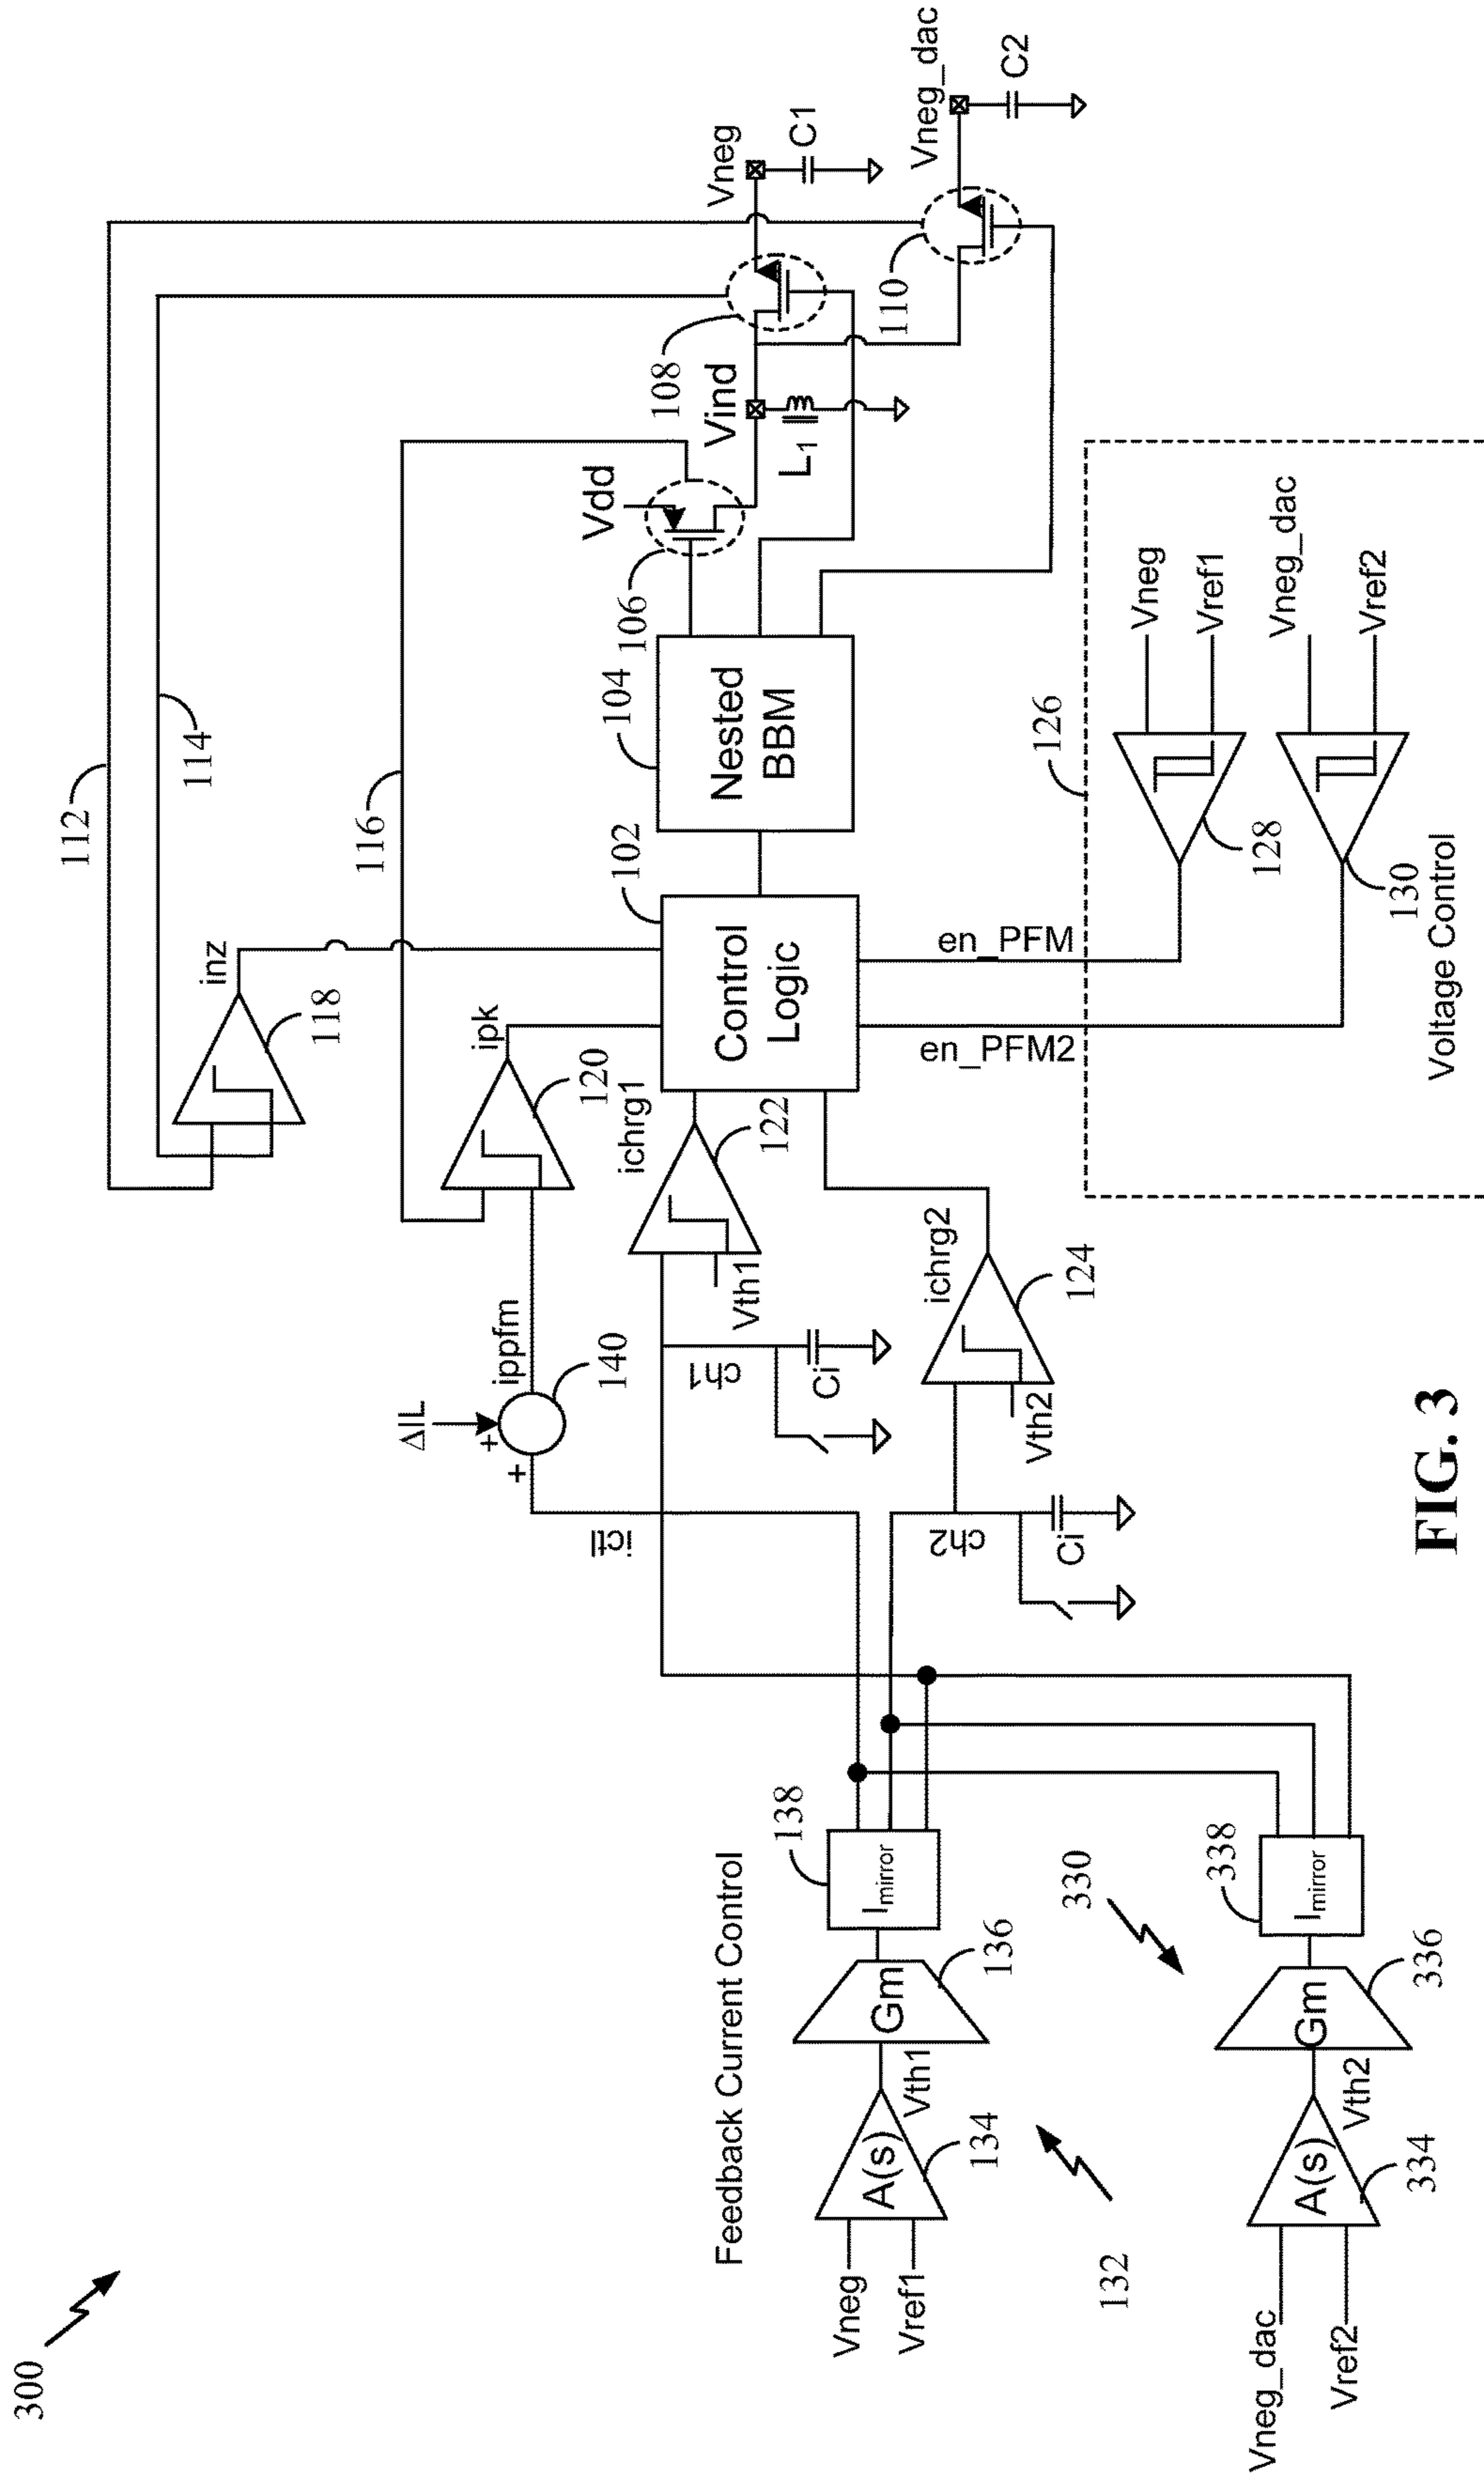 300
112
114
116
inz
118
ipk
120
ΔIL
+
+
ippfm
140
ictl
ichrg1
122
Vth1
ch1
Ci
ichrg2
124
Vth2
ch2
Ci
102
Control
Logic
104
Nested
BBM
106
Vdd
Vind
L1
108
110
Vneg
C1
Vneg_dac
C2
en_PFM
en_PFM2
126
Vneg
Vref1
128
Vneg_dac
Vref2
130
Voltage Control
Feedback Current Control
138
Imirror
136
Gm
Vth1
134
A(s)
Vneg
Vref1
132
330
338
Imirror
336
Gm
Vth2
334
A(s)
Vneg_dac
Vref2
FIG. 3